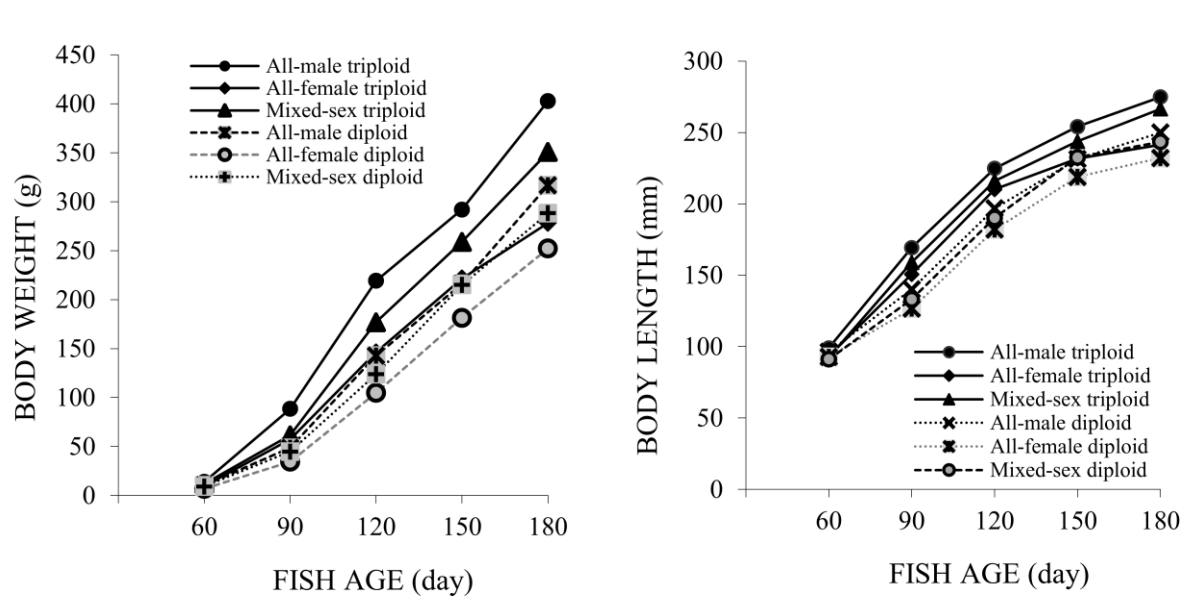 BODY WEIGHT (g)
450
400
350
300
250
200
150
100
50
0
All-male triploid
All-female triploid
Mixed-sex triploid
All-male diploid
All-female diploid
Mixed-sex diploid
60 90 120 150 180
FISH AGE (day)
BODY LENGTH (mm)
300
250
200
150
100
50
0
All-male triploid
All-female triploid
Mixed-sex triploid
All-male diploid
All-female diploid
Mixed-sex diploid
60 90 120 150 180
FISH AGE (day)